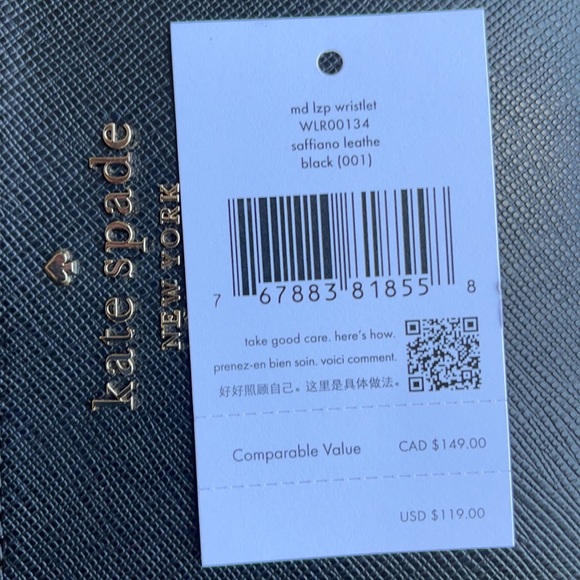 kate spade
NEW YORK
md lzp wristlet
WLR00134
saffiano leathe
black (001)
7 67883 81855 8
take good care. here's how.
prenez-en bien soin. voici comment.
好好照顾自己。这里是具体做法。
Comparable Value CAD $149.00
USD $119.00